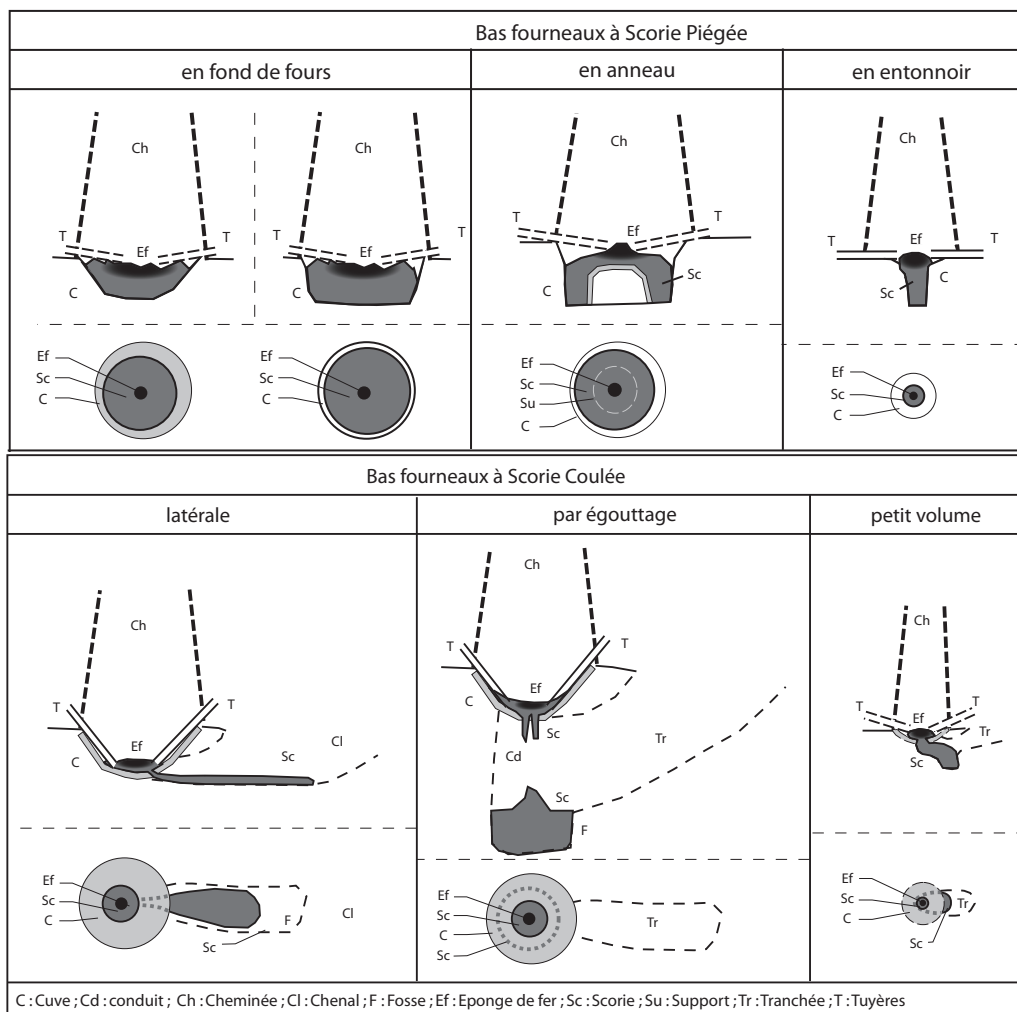 Bas fourneaux à Scorie Piégée
en fond de fours
en anneau
en entonnoir
Ch
Ch
Ch
Ch
T
Ef
T
Ef
T
T
Ef
T
T
Ef
T
C
C
C
Sc
Sc
C
Ef
Sc
C
Ef
Sc
C
Ef
Sc
Su
C
Ef
Sc
C
Bas fourneaux à Scorie Coulée
latérale
par égouttage
petit volume
Ch
Ch
Ch
T
T
T
T
T
T
C
Ef
Sc
Cl
C
Ef
Sc
Cd
Tr
Sc
F
Ef
Tr
Sc
Ef
Sc
C
Sc
F
Cl
Ef
Sc
C
Sc
Tr
Ef
Sc
C
Sc
Tr
C : Cuve ; Cd : conduit ; Ch : Cheminée ; Cl : Chenal ; F : Fosse ; Ef : Eponge de fer ; Sc : Scorie ; Su : Support ; Tr : Tranchée ; T : Tuyères